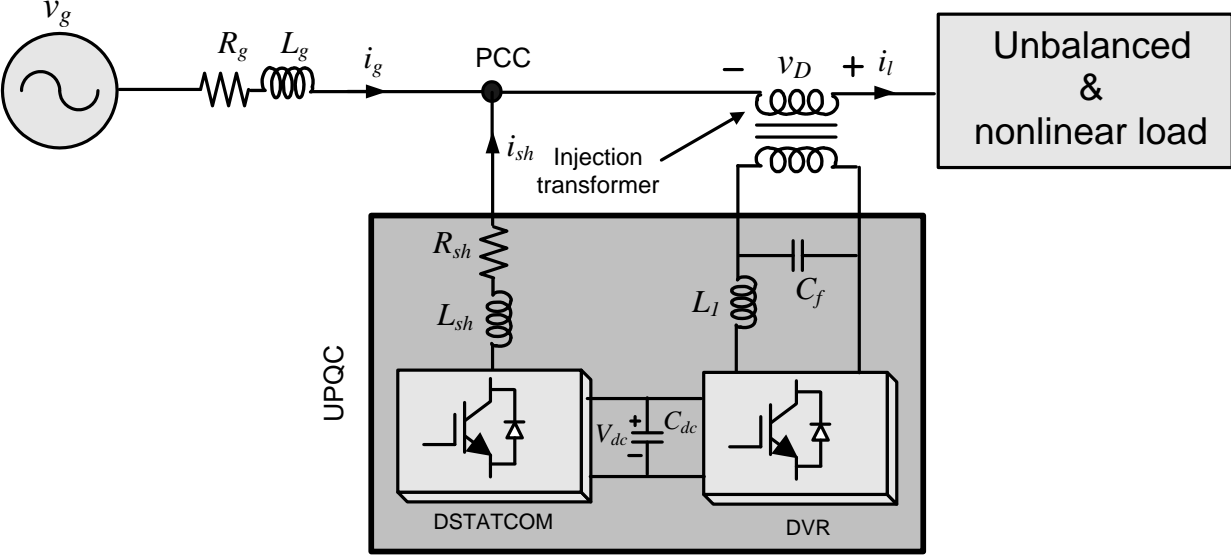 v_g
R_g
L_g
i_g
PCC
− v_D + i_l
Unbalanced
&
nonlinear load
i_sh
Injection
transformer
R_sh
L_sh
L_1
C_f
UPQC
V_dc
+
−
C_dc
DSTATCOM
DVR